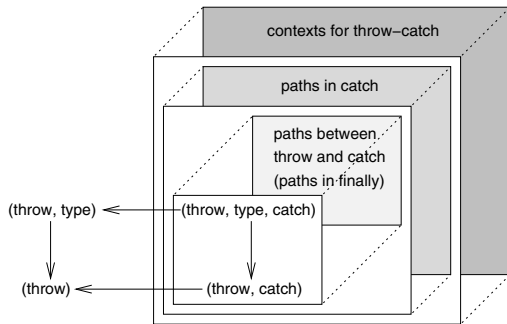 contexts for throw−catch
paths in catch
paths between
throw and catch
(paths in finally)
(throw, type)
(throw, type, catch)
(throw)
(throw, catch)